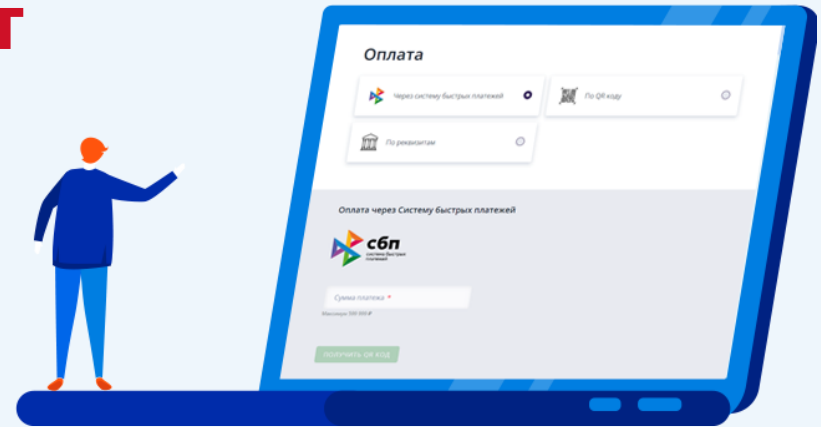 Т
Оплата
Через систему быстрых платежей
По QR коду
По реквизитам
Оплата через Систему быстрых платежей
сбп
система быстрых
платежей
Сумма платежа *
ПОЛУЧИТЬ QR КОД